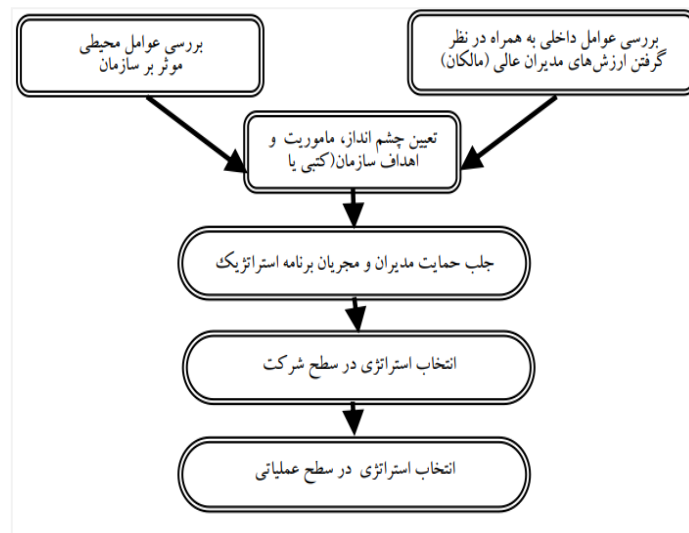 بررسی عوامل داخلی به همراه در نظر
گرفتن ارزش‌های مدیران عالی (مالکان)
بررسی عوامل محیطی
موثر بر سازمان
تعیین چشم انداز، ماموریت و
اهداف سازمان(کتبی یا
جلب حمایت مدیران و مجریان برنامه استراتژیک
انتخاب استراتژی در سطح شرکت
انتخاب استراتژی در سطح عملیاتی